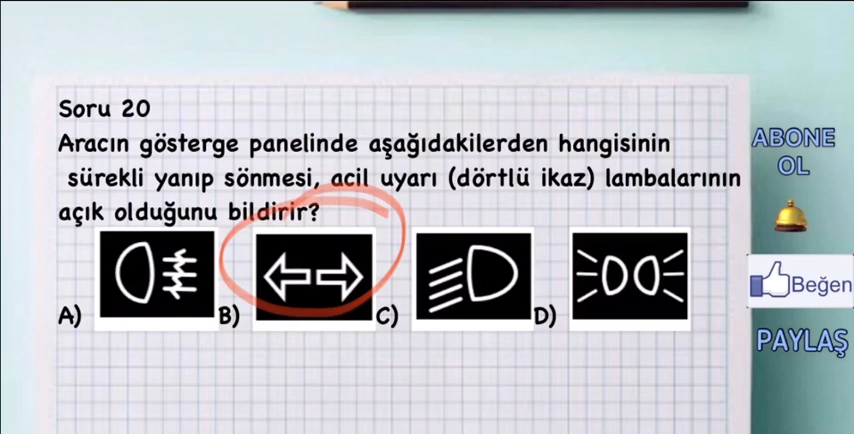 Soru 20
Aracın gösterge panelinde aşağıdakilerden hangisinin
sürekli yanıp sönmesi, acil uyarı (dörtlü ikaz) lambalarının
açık olduğunu bildirir?
A) B) C) D)
ABONE
OL
Beğen
PAYLAŞ